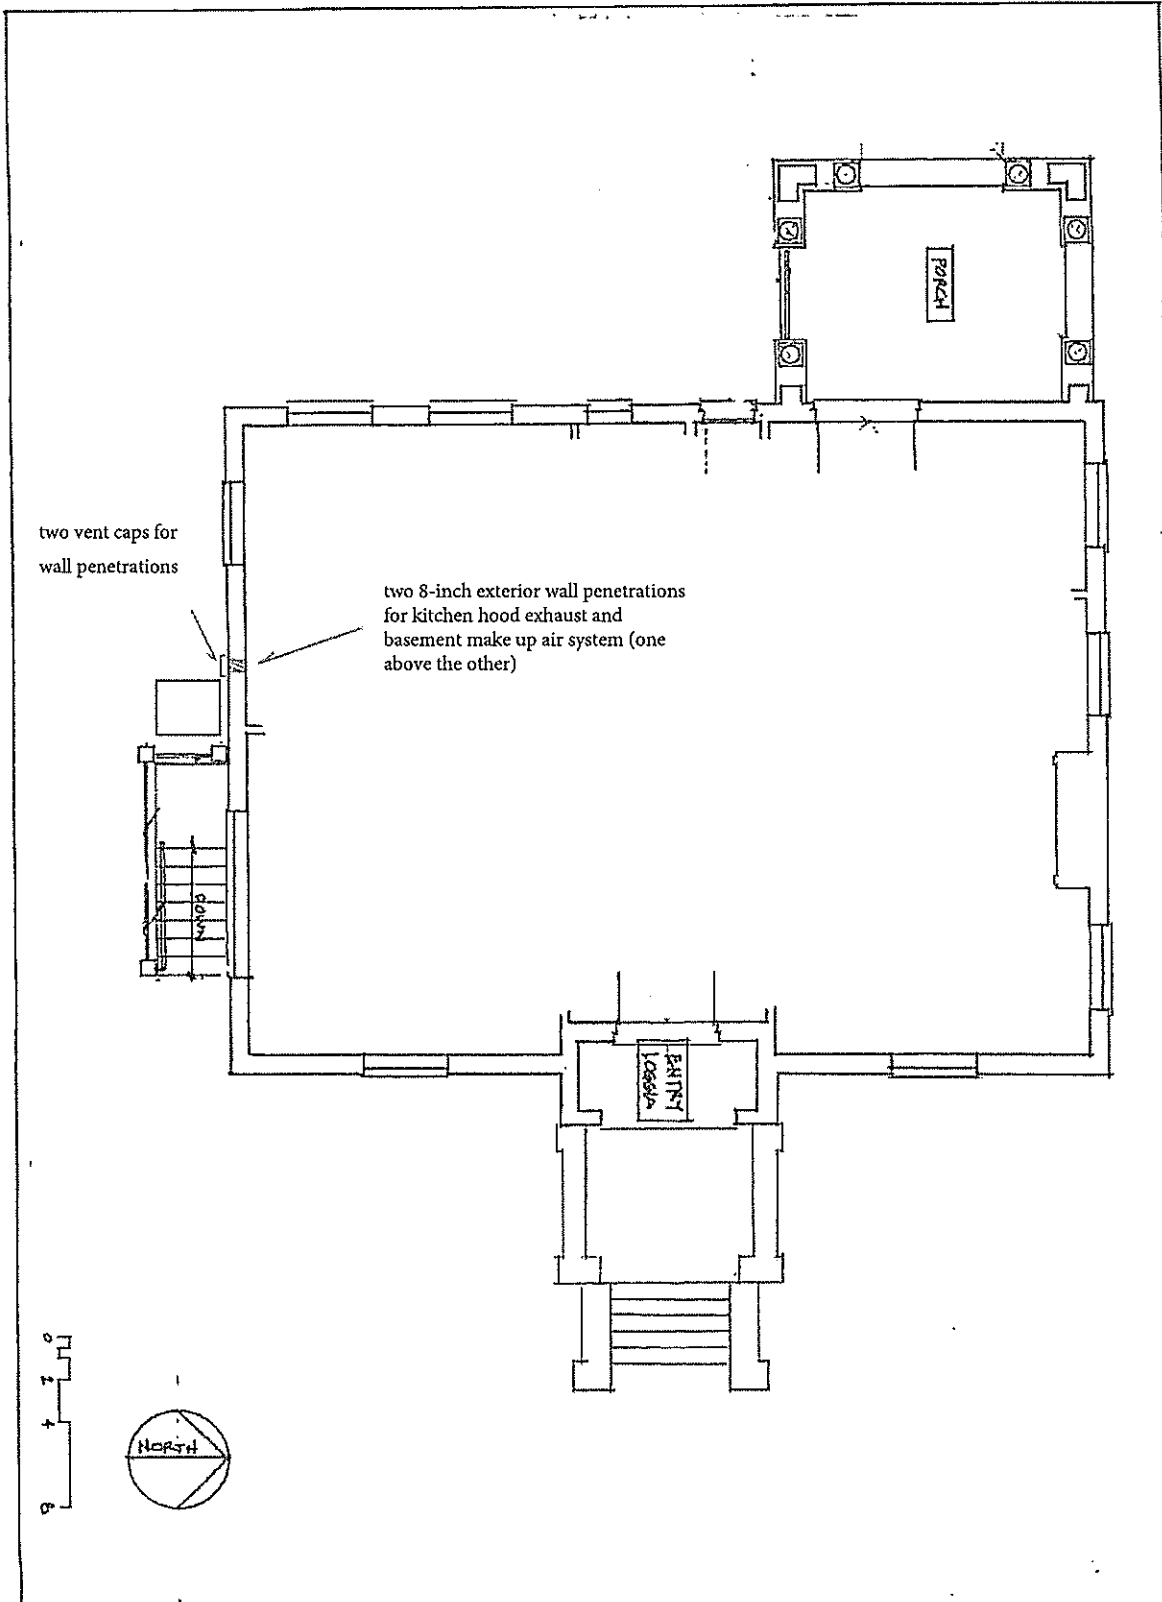 PORCH
two vent caps for
wall penetrations
two 8-inch exterior wall penetrations
for kitchen hood exhaust and
basement make up air system (one
above the other)
DOWN
ENTRY
LOGGIA
0
2
4
8
NORTH